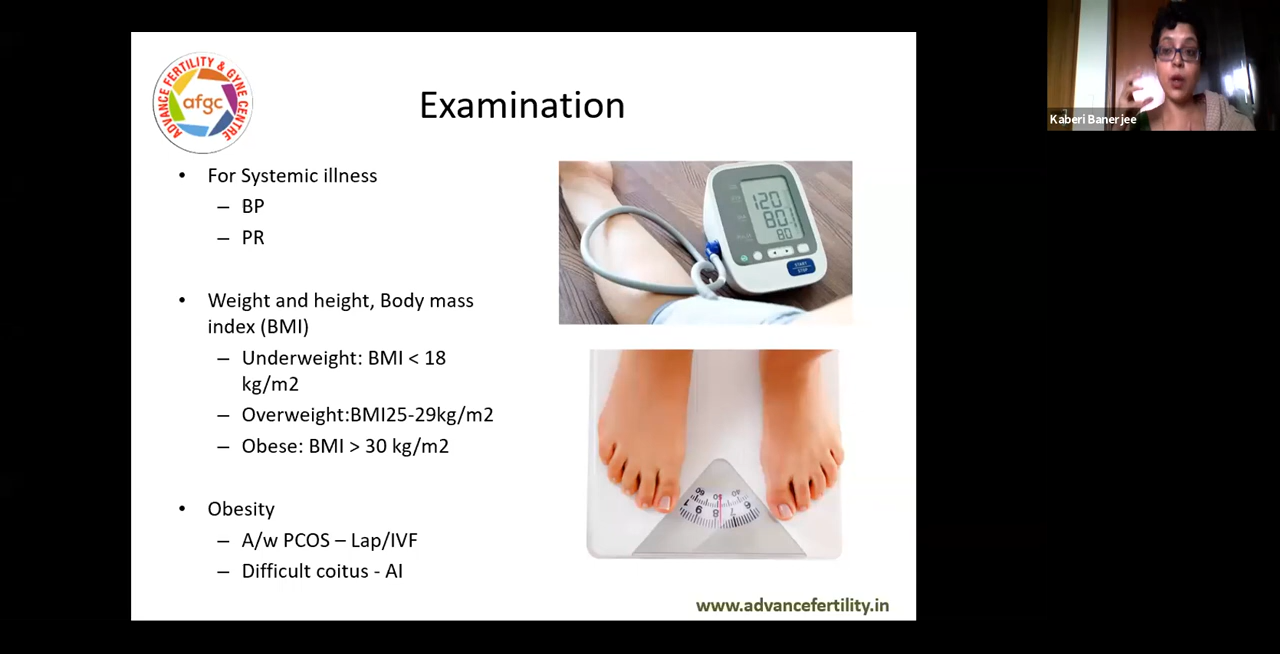 ADVANCE FERTILITY & GYNE CENTRE
afgc
Examination
• For Systemic illness
– BP
– PR
• Weight and height, Body mass
index (BMI)
– Underweight: BMI < 18
kg/m2
– Overweight:BMI25-29kg/m2
– Obese: BMI > 30 kg/m2
• Obesity
– A/w PCOS – Lap/IVF
– Difficult coitus - AI
120
80
80
START
STOP
www.advancefertility.in
Kaberi Banerjee